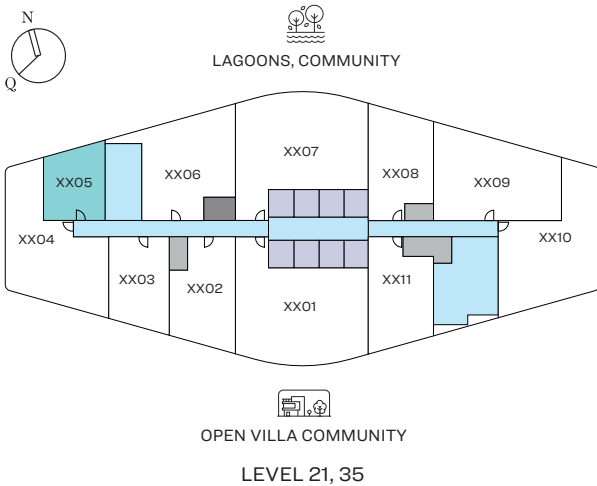 N
Q
LAGOONS, COMMUNITY
XX07
XX06
XX08
XX05
XX09
XX04
XX10
XX03
XX02
XX01
XX11
OPEN VILLA COMMUNITY
LEVEL 21, 35